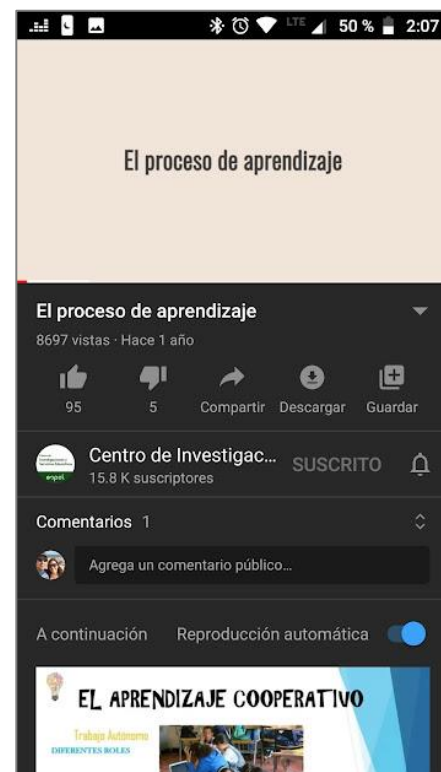 LTE 50 % 2:07
El proceso de aprendizaje
El proceso de aprendizaje
8697 vistas · Hace 1 año
95 5 Compartir Descargar Guardar
Centro de Investigac... SUSCRITO
15.8 K suscriptores
espol
Comentarios 1
Agrega un comentario público...
A continuación Reproducción automática
EL APRENDIZAJE COOPERATIVO
Trabajo Autónomo
DIFERENTES ROLES